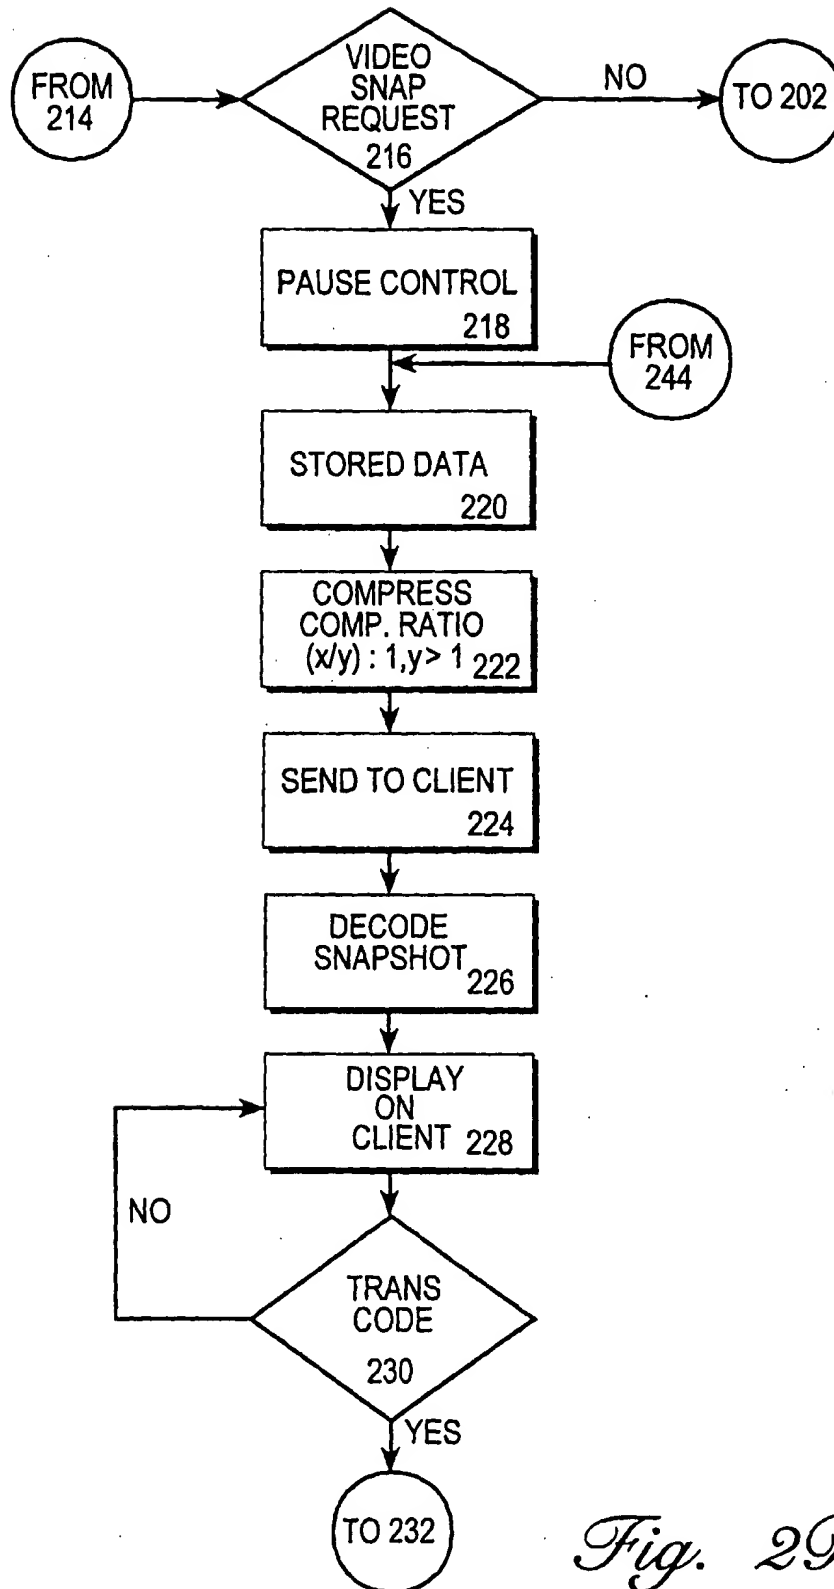 FROM
214
VIDEO
SNAP
REQUEST
216
NO
TO 202
YES
PAUSE CONTROL
218
FROM
244
STORED DATA
220
COMPRESS
COMP. RATIO
(x/y) : 1,y> 1 222
SEND TO CLIENT
224
DECODE
SNAPSHOT
226
DISPLAY
ON
CLIENT 228
NO
TRANS
CODE
230
YES
TO 232
Fig.